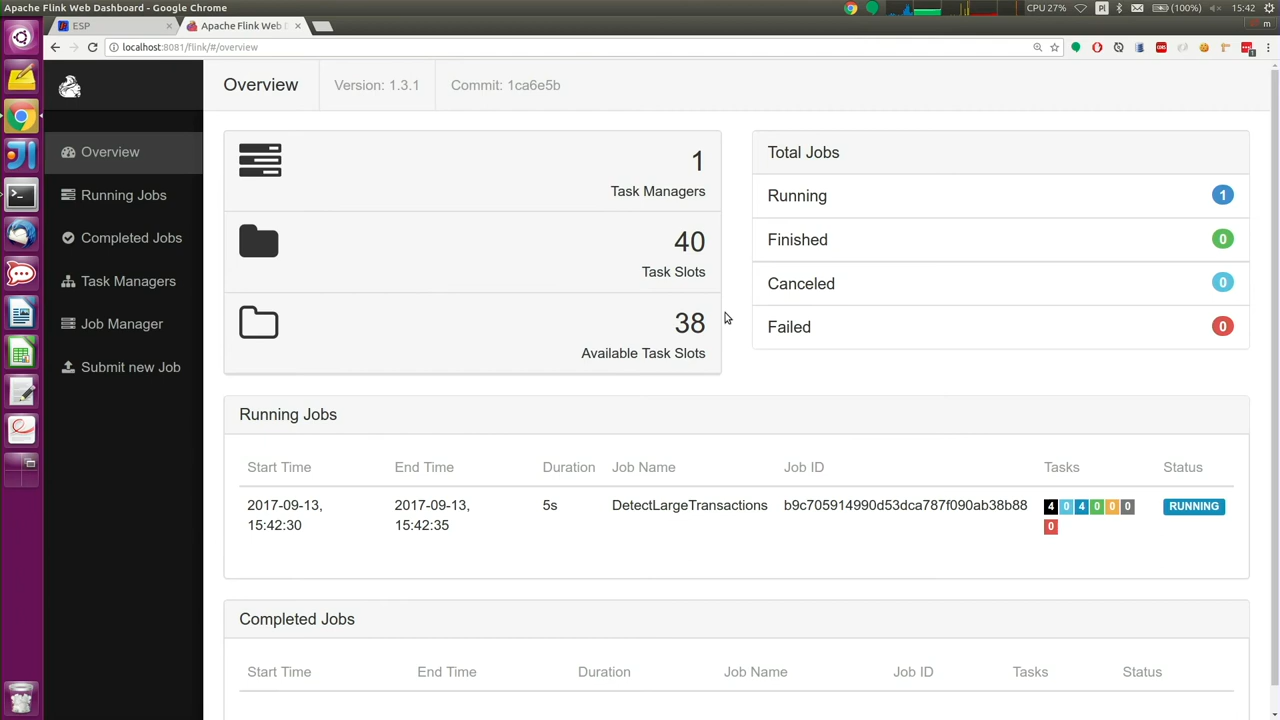 Apache Flink Web Dashboard - Google Chrome
CPU 27% Pl (100%) 15:42
ESP
Apache Flink Web D
m
localhost:8081/flink/#/overview
Overview
Version: 1.3.1
Commit: 1ca6e5b
Overview
Running Jobs
Completed Jobs
Task Managers
Job Manager
Submit new Job
1
Task Managers
40
Task Slots
38
Available Task Slots
Total Jobs
Running 1
Finished 0
Canceled 0
Failed 0
Running Jobs
Start Time End Time Duration Job Name Job ID Tasks Status
2017-09-13, 2017-09-13, 5s DetectLargeTransactions b9c705914990d53dca787f090ab38b88 4 0 4 0 0 0 RUNNING
15:42:30 15:42:35 0
Completed Jobs
Start Time End Time Duration Job Name Job ID Tasks Status